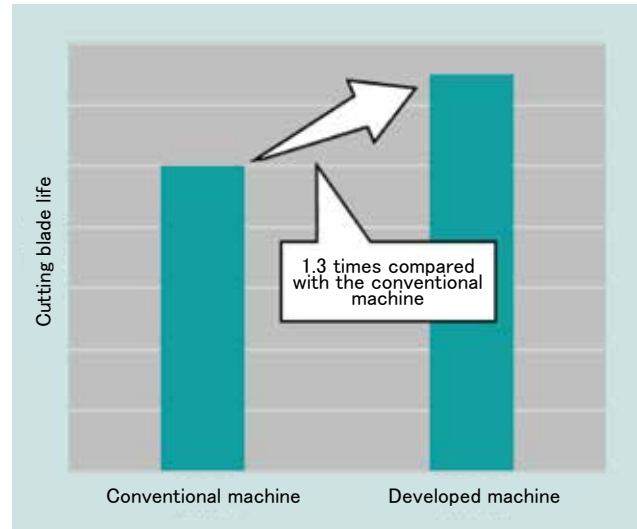 Cutting blade life
1.3 times compared
with the conventional
machine
Conventional machine
Developed machine